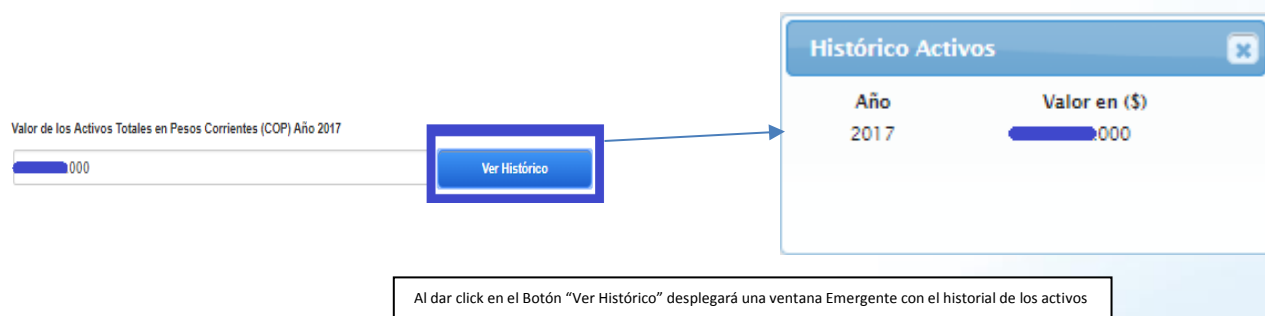 Histórico Activos
Año Valor en ($)
2017 000
Valor de los Activos Totales en Pesos Corrientes (COP) Año 2017
000
Ver Histórico
Al dar click en el Botón “Ver Histórico” desplegará una ventana Emergente con el historial de los activos